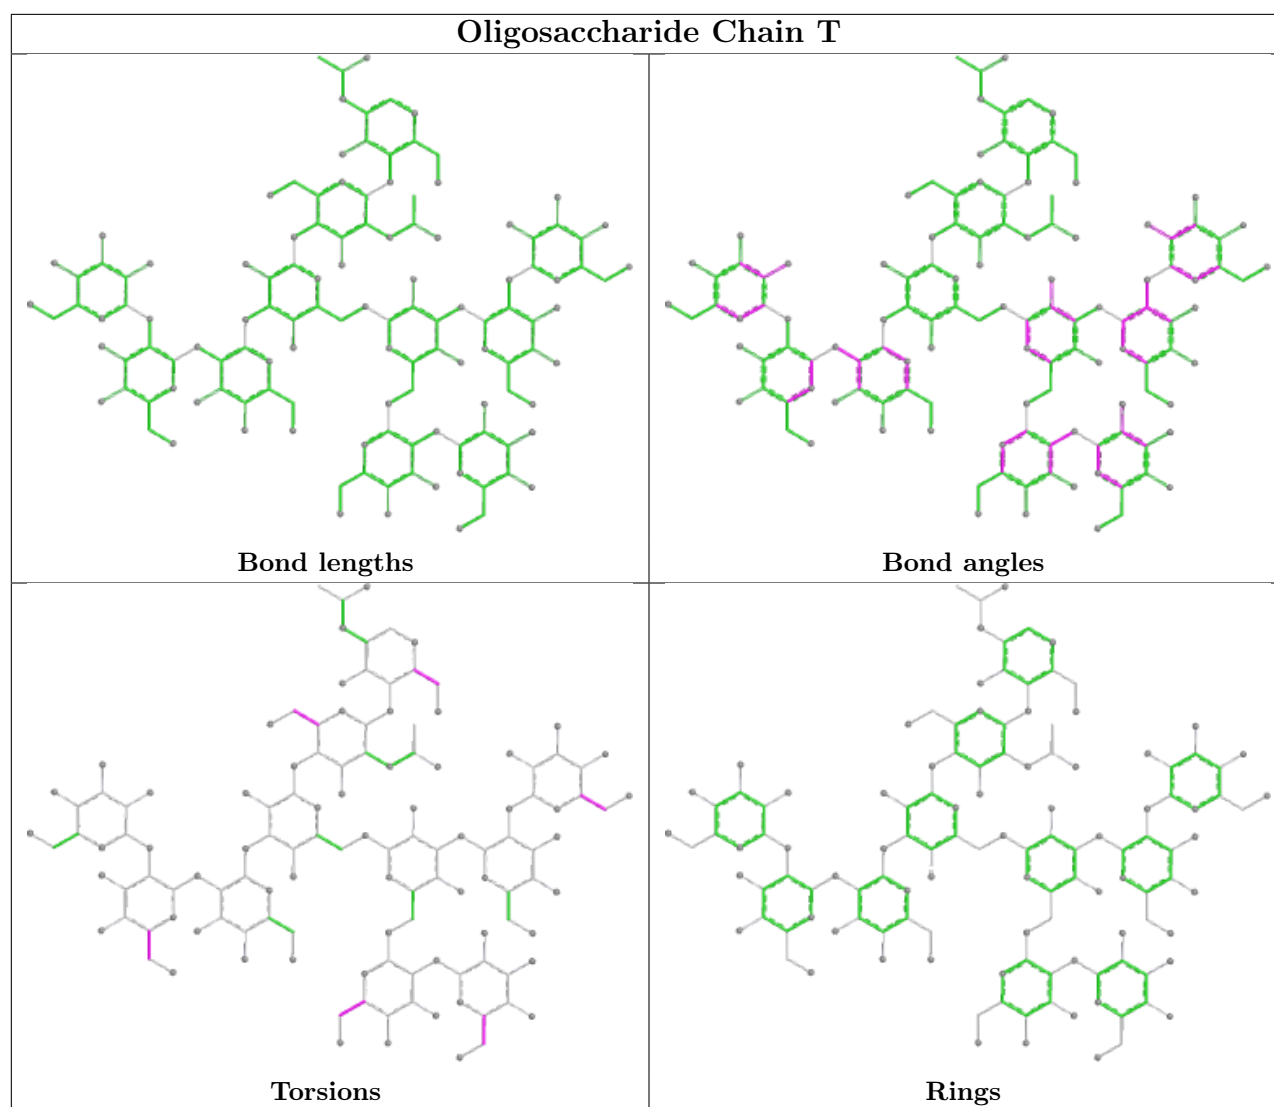 Oligosaccharide Chain T
Bond lengths
Bond angles
Torsions
Rings